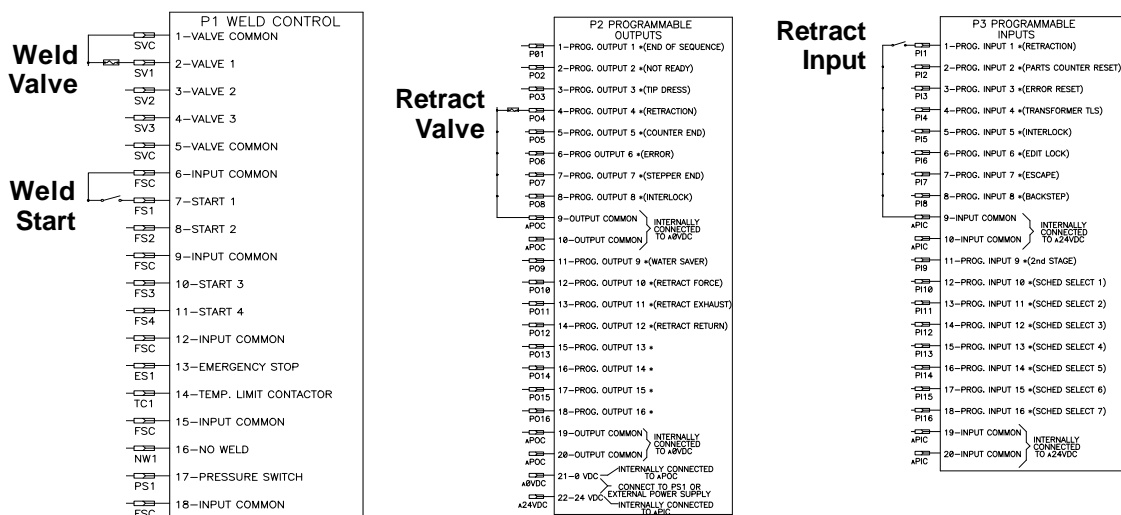 Weld
Valve
Weld
Start
P1 WELD CONTROL
1-VALVE COMMON
SVC
2-VALVE 1
SV1
3-VALVE 2
SV2
4-VALVE 3
SV3
5-VALVE COMMON
SVC
6-INPUT COMMON
FSC
7-START 1
FS1
8-START 2
FS2
9-INPUT COMMON
FSC
10-START 3
FS3
11-START 4
FS4
12-INPUT COMMON
FSC
13-EMERGENCY STOP
ES1
14-TEMP. LIMIT CONTACTOR
TC1
15-INPUT COMMON
FSC
16-NO WELD
NW1
17-PRESSURE SWITCH
PS1
18-INPUT COMMON
FSC
Retract
Valve
P2 PROGRAMMABLE
OUTPUTS
1-PROG. OUTPUT 1 *(END OF SEQUENCE)
P01
2-PROG. OUTPUT 2 *(NOT READY)
PO2
3-PROG. OUTPUT 3 *(TIP DRESS)
PO3
4-PROG. OUTPUT 4 *(RETRACTION)
PO4
5-PROG. OUTPUT 5 *(COUNTER END)
PO5
6-PROG OUTPUT 6 *(ERROR)
PO6
7-PROG. OUTPUT 7 *(STEPPER END)
PO7
8-PROG. OUTPUT 8 *(INTERLOCK)
PO8
9-OUTPUT COMMON
APOC
10-OUTPUT COMMON
APOC
INTERNALLY
CONNECTED
TO A0VDC
11-PROG. OUTPUT 9 *(WATER SAVER)
PO9
12-PROG. OUTPUT 10 *(RETRACT FORCE)
PO10
13-PROG. OUTPUT 11 *(RETRACT EXHAUST)
PO11
14-PROG. OUTPUT 12 *(RETRACT RETURN)
PO12
15-PROG. OUTPUT 13 *
PO13
16-PROG. OUTPUT 14 *
PO14
17-PROG. OUTPUT 15 *
PO15
18-PROG. OUTPUT 16 *
PO16
19-OUTPUT COMMON
APOC
20-OUTPUT COMMON
APOC
INTERNALLY
CONNECTED
TO A0VDC
21-0 VDC
A0VDC
INTERNALLY CONNECTED
TO APOC
CONNECT TO PS1 OR
EXTERNAL POWER SUPPLY
22-24 VDC
A24VDC
INTERNALLY CONNECTED
TO APIC
Retract
Input
P3 PROGRAMMABLE
INPUTS
1-PROG. INPUT 1 *(RETRACTION)
PI1
2-PROG. INPUT 2 *(PARTS COUNTER RESET)
PI2
3-PROG. INPUT 3 *(ERROR RESET)
PI3
4-PROG. INPUT 4 *(TRANSFORMER TLS)
PI4
5-PROG. INPUT 5 *(INTERLOCK)
PI5
6-PROG. INPUT 6 *(EDIT LOCK)
PI6
7-PROG. INPUT 7 *(ESCAPE)
PI7
8-PROG. INPUT 8 *(BACKSTEP)
PI8
9-INPUT COMMON
APIC
10-INPUT COMMON
APIC
INTERNALLY
CONNECTED
TO A24VDC
11-PROG. INPUT 9 *(2nd STAGE)
PI9
12-PROG. INPUT 10 *(SCHED SELECT 1)
PI10
13-PROG. INPUT 11 *(SCHED SELECT 2)
PI11
14-PROG. INPUT 12 *(SCHED SELECT 3)
PI12
15-PROG. INPUT 13 *(SCHED SELECT 4)
PI13
16-PROG. INPUT 14 *(SCHED SELECT 5)
PI14
17-PROG. INPUT 15 *(SCHED SELECT 6)
PI15
18-PROG. INPUT 16 *(SCHED SELECT 7)
PI16
19-INPUT COMMON
APIC
20-INPUT COMMON
APIC
INTERNALLY
CONNECTED
TO A24VDC